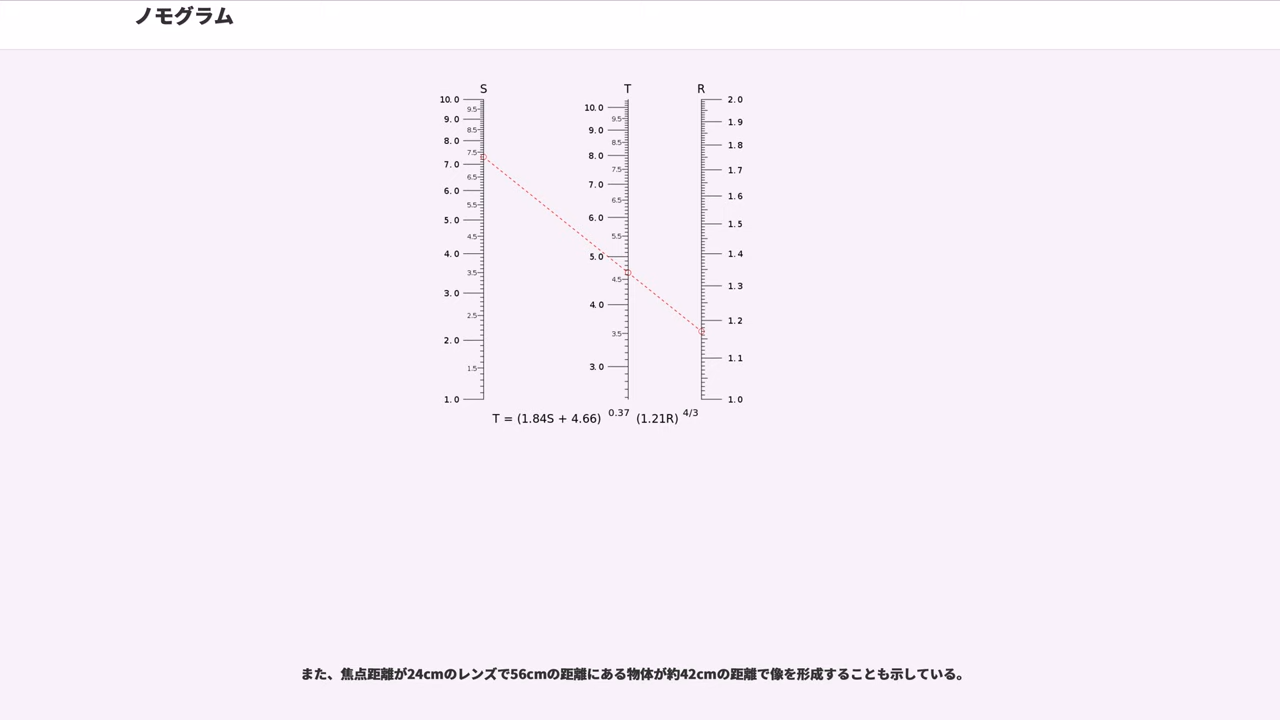 ノモグラム
S T R
10.0 9.5 9.0 8.5 8.0 7.5 7.0 6.5 6.0 5.5 5.0 4.5 4.0 3.5 3.0 2.5 2.0 1.5 1.0
10.0 9.5 9.0 8.5 8.0 7.5 7.0 6.5 6.0 5.5 5.0 4.5 4.0 3.5 3.0
2.0 1.9 1.8 1.7 1.6 1.5 1.4 1.3 1.2 1.1 1.0
T = (1.84S + 4.66) 0.37 (1.21R) 4/3
また、焦点距離が24cmのレンズで56cmの距離にある物体が約42cmの距離で像を形成することも示している。